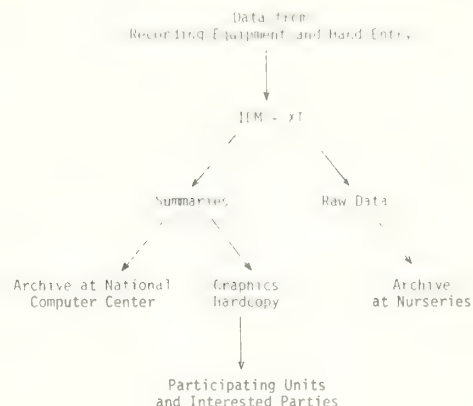 Data from
Recording Equipment and Hand Entry
IBM - XT
Summaries
Raw Data
Archive at National
Computer Center
Graphics
Hardcopy
Archive
at Nurseries
Participating Units
and Interested Parties